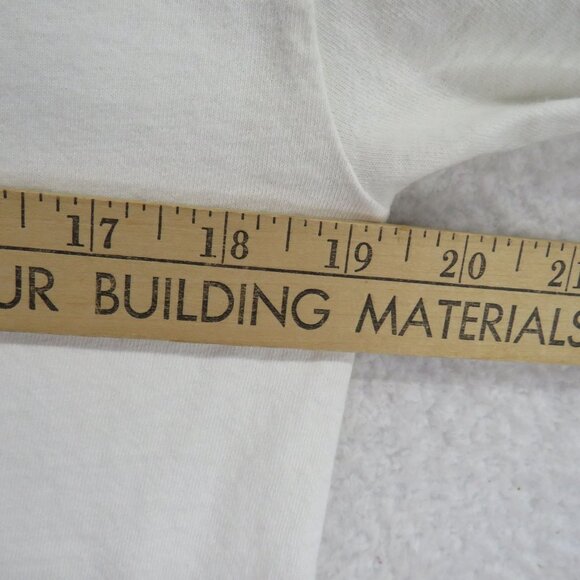 17 18 19 20 21
UR BUILDING MATERIALS